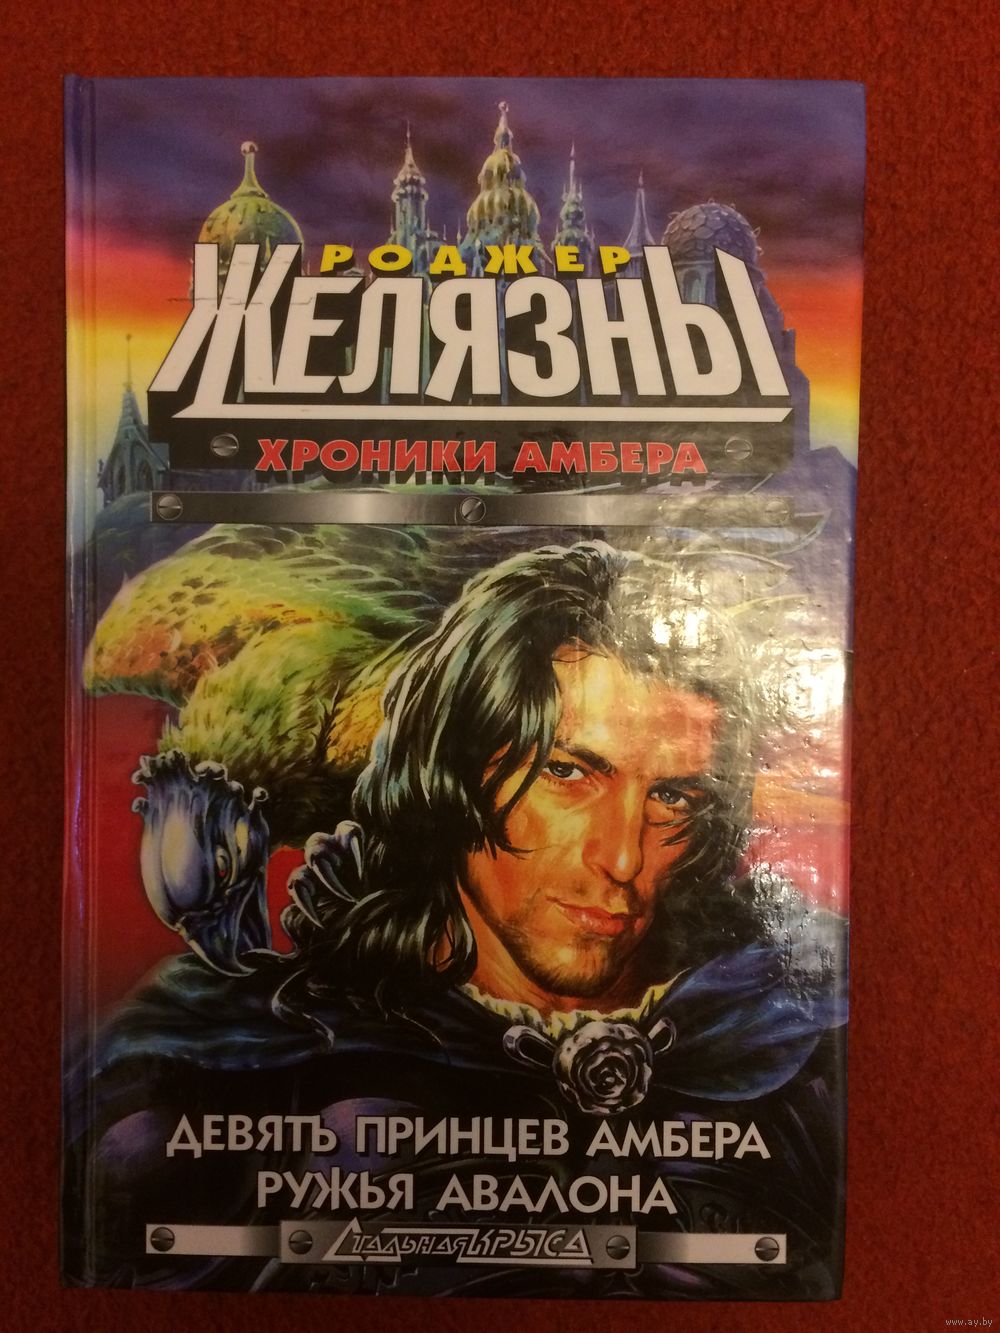 РОДЖЕР
ЖЕЛЯЗНЫ
ХРОНИКИ АМБЕРА
ДЕВЯТЬ ПРИНЦЕВ АМБЕРА
РУЖЬЯ АВАЛОНА
СТАЛЬНАЯ КРЫСА
www.ay.by